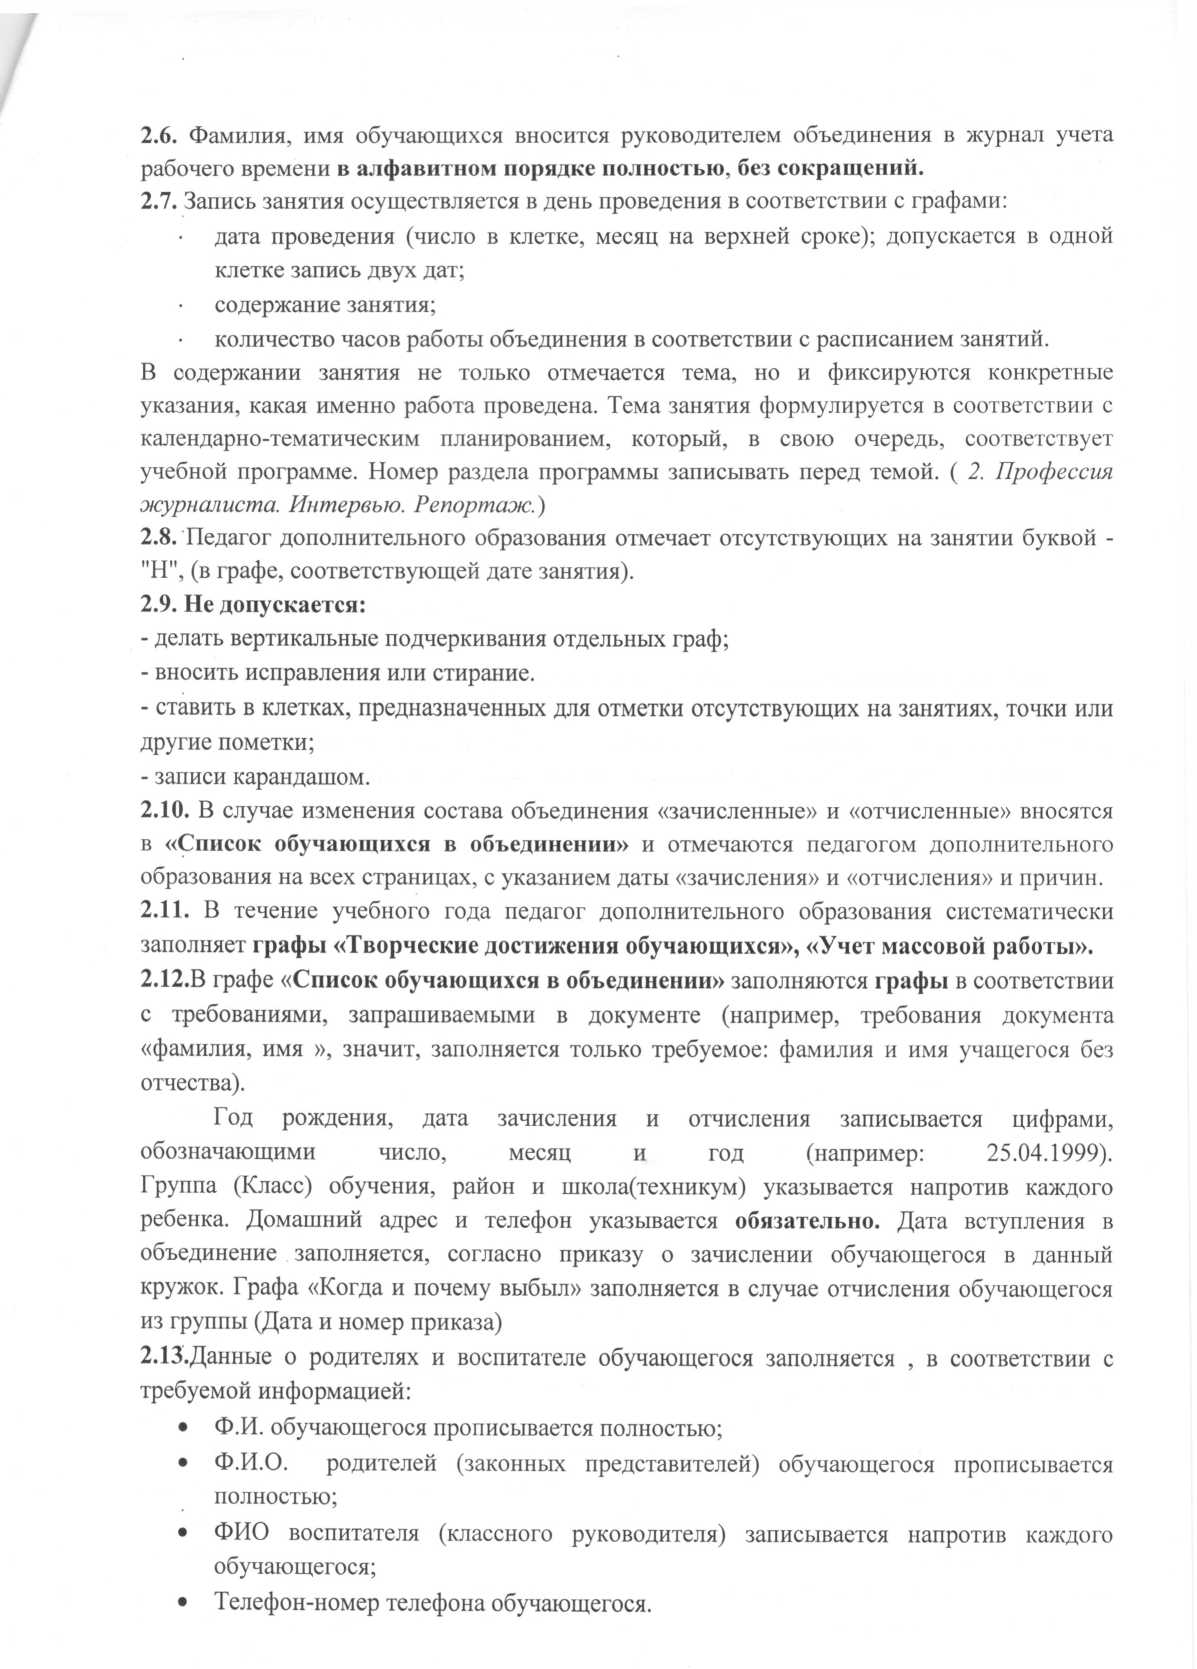 2.6. Фамилия, имя обучающихся вносится руководителем объединения в журнал учета
рабочего времени в алфавитном порядке полностью, без сокращений.
2.7. Запись занятия осуществляется в день проведения в соответствии с графами:
· дата проведения (число в клетке, месяц на верхней сроке); допускается в одной
клетке запись двух дат;
· содержание занятия;
· количество часов работы объединения в соответствии с расписанием занятий.
В содержании занятия не только отмечается тема, но и фиксируются конкретные
указания, какая именно работа проведена. Тема занятия формулируется в соответствии с
календарно-тематическим планированием, который, в свою очередь, соответствует
учебной программе. Номер раздела программы записывать перед темой. ( 2. Профессия
журналиста. Интервью. Репортаж.)
2.8. Педагог дополнительного образования отмечает отсутствующих на занятии буквой -
"Н", (в графе, соответствующей дате занятия).
2.9. Не допускается:
- делать вертикальные подчеркивания отдельных граф;
- вносить исправления или стирание.
- ставить в клетках, предназначенных для отметки отсутствующих на занятиях, точки или
другие пометки;
- записи карандашом.
2.10. В случае изменения состава объединения «зачисленные» и «отчисленные» вносятся
в «Список обучающихся в объединении» и отмечаются педагогом дополнительного
образования на всех страницах, с указанием даты «зачисления» и «отчисления» и причин.
2.11. В течение учебного года педагог дополнительного образования систематически
заполняет графы «Творческие достижения обучающихся», «Учет массовой работы».
2.12.В графе «Список обучающихся в объединении» заполняются графы в соответствии
с требованиями, запрашиваемыми в документе (например, требования документа
«фамилия, имя », значит, заполняется только требуемое: фамилия и имя учащегося без
отчества).
Год рождения, дата зачисления и отчисления записывается цифрами,
обозначающими число, месяц и год (например: 25.04.1999).
Группа (Класс) обучения, район и школа(техникум) указывается напротив каждого
ребенка. Домашний адрес и телефон указывается обязательно. Дата вступления в
объединение заполняется, согласно приказу о зачислении обучающегося в данный
кружок. Графа «Когда и почему выбыл» заполняется в случае отчисления обучающегося
из группы (Дата и номер приказа)
2.13.Данные о родителях и воспитателе обучающегося заполняется , в соответствии с
требуемой информацией:
• Ф.И. обучающегося прописывается полностью;
• Ф.И.О. родителей (законных представителей) обучающегося прописывается
полностью;
• ФИО воспитателя (классного руководителя) записывается напротив каждого
обучающегося;
• Телефон-номер телефона обучающегося.